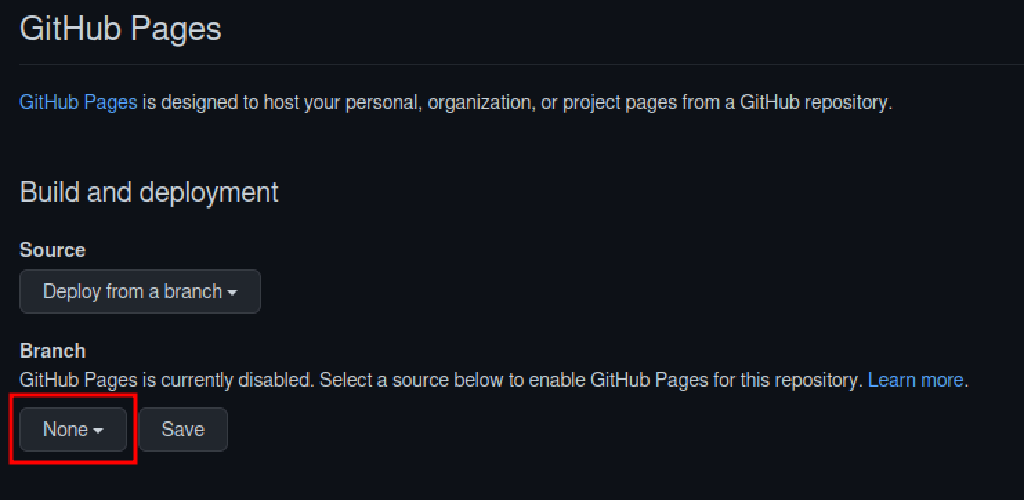 GitHub Pages
GitHub Pages is designed to host your personal, organization, or project pages from a GitHub repository.
Build and deployment
Source
Deploy from a branch
Branch
GitHub Pages is currently disabled. Select a source below to enable GitHub Pages for this repository. Learn more.
None Save